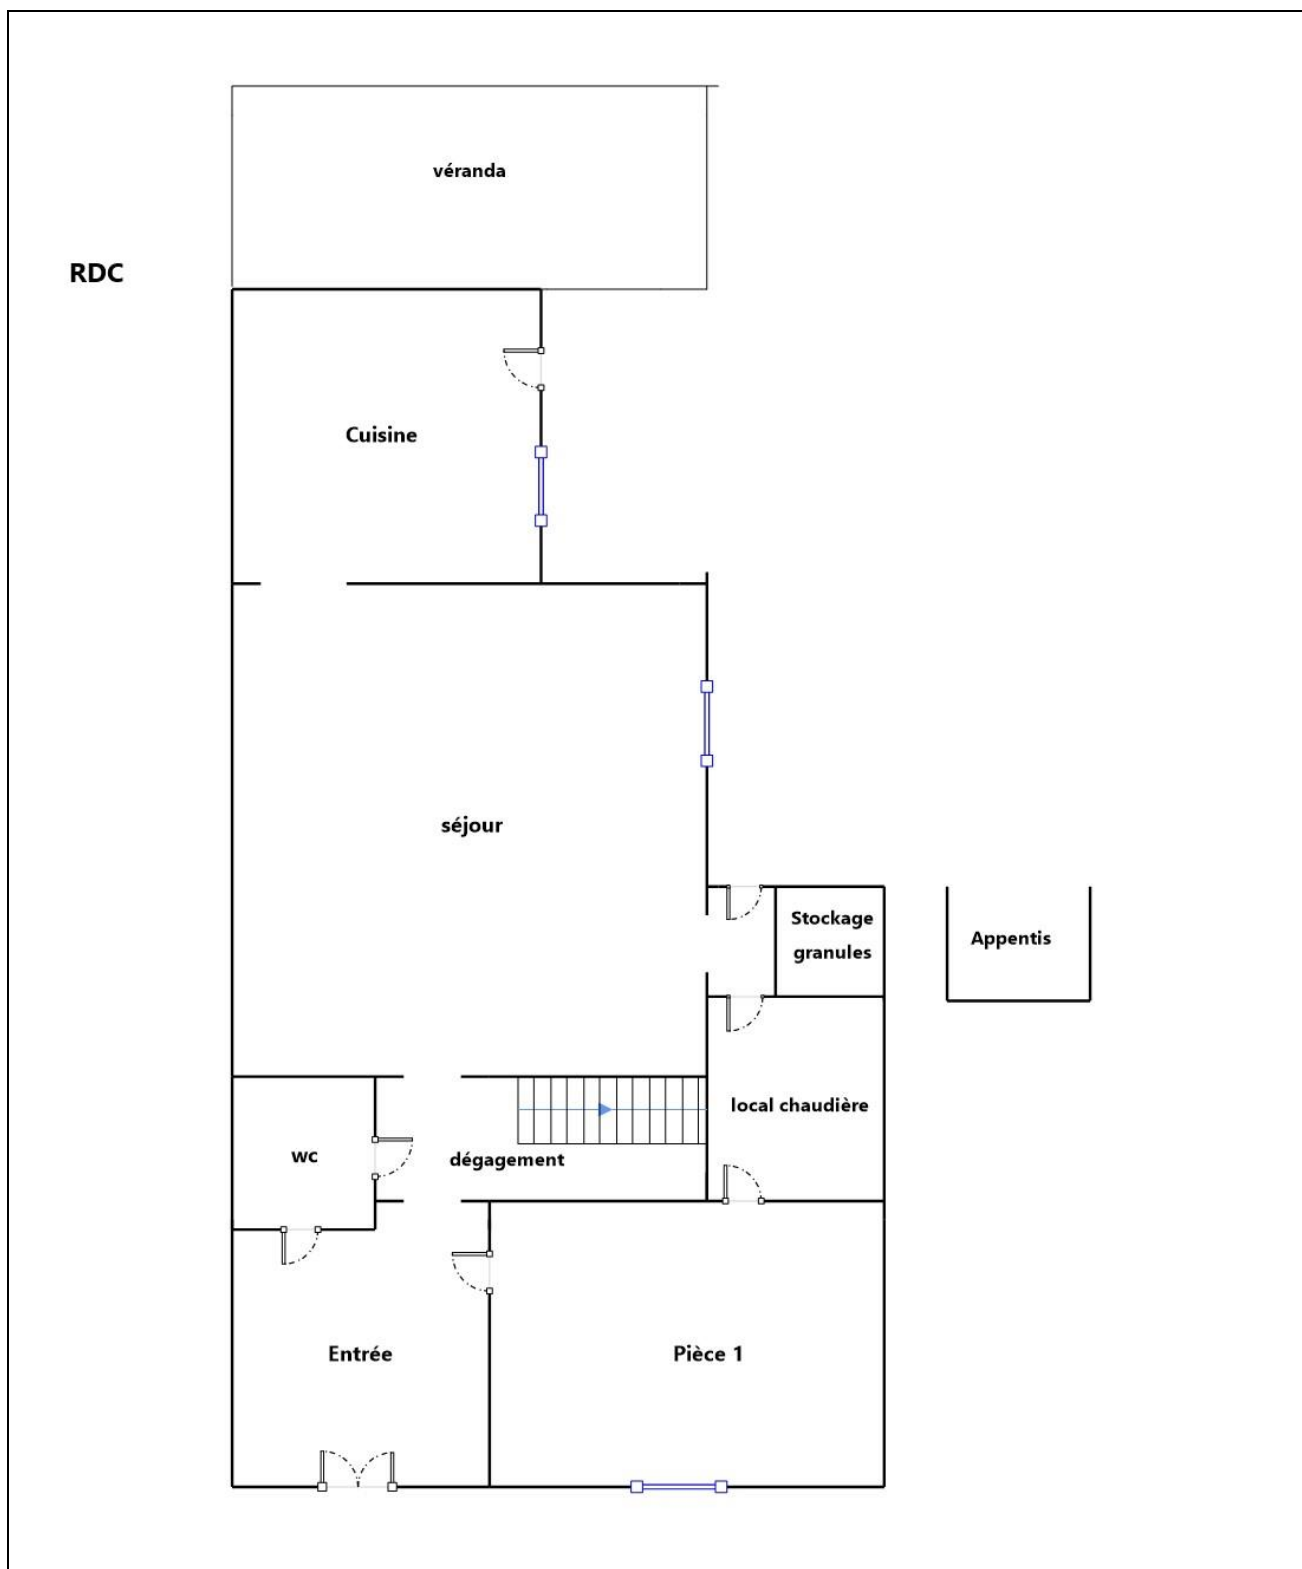 véranda
RDC
Cuisine
séjour
Stockage
granules
Appentis
local chaudière
wc
dégagement
Entrée
Pièce 1